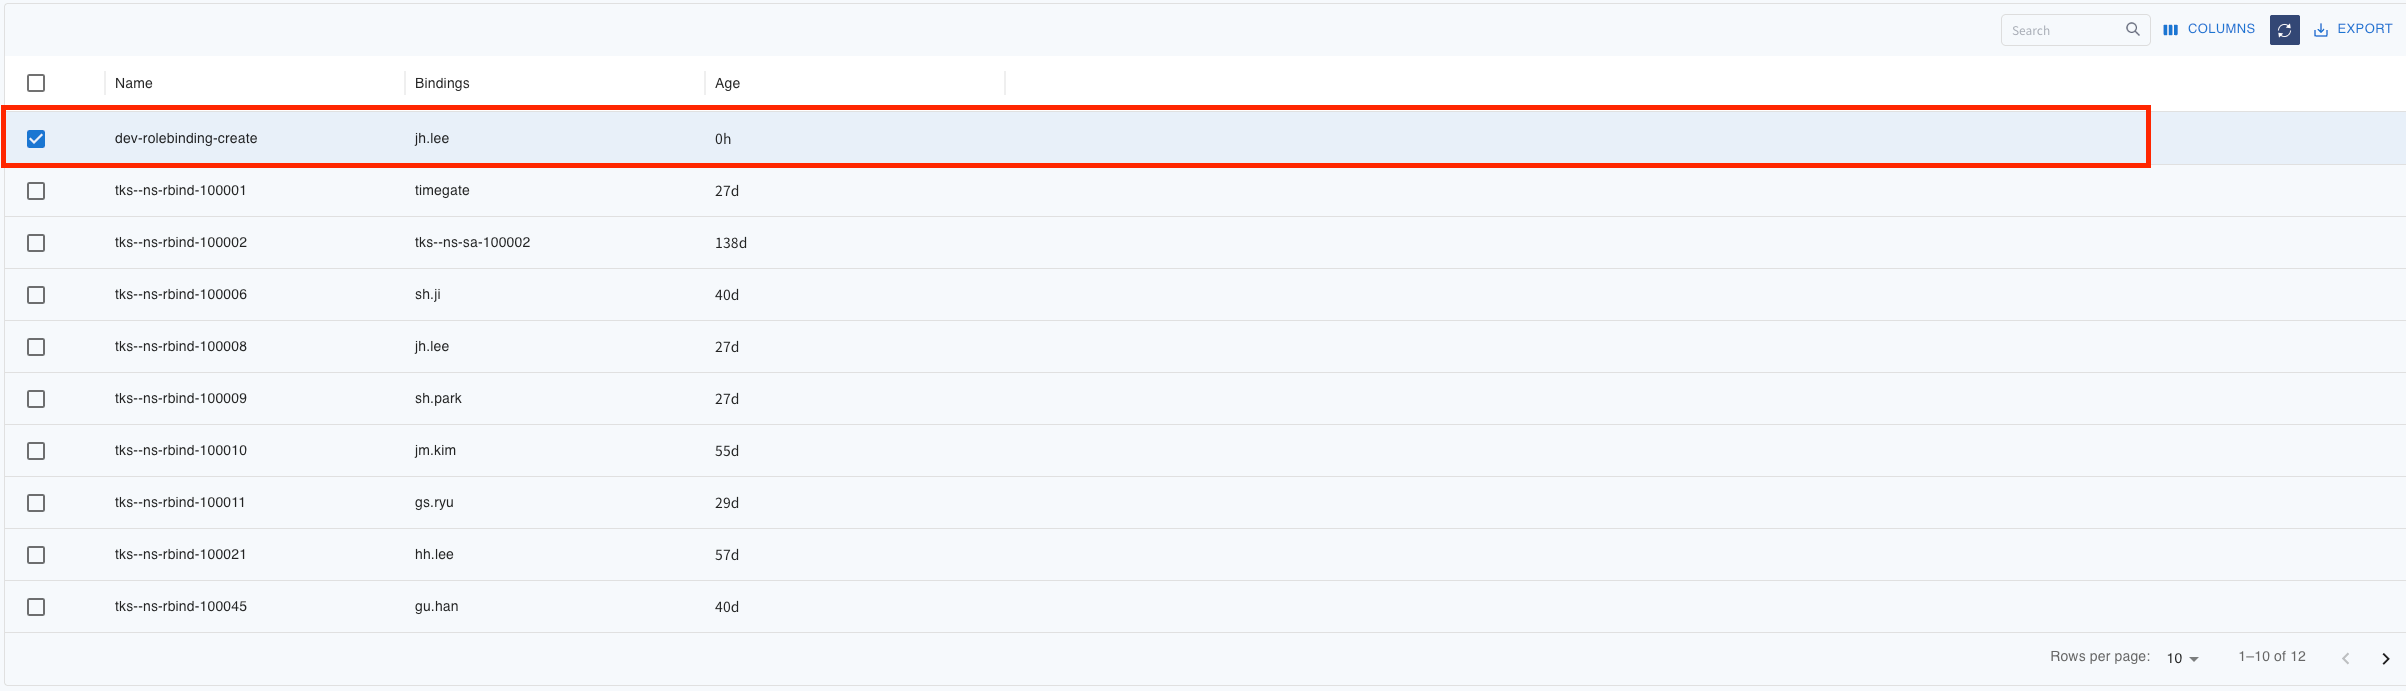 Search COLUMNS EXPORT
Name Bindings Age
dev-rolebinding-create jh.lee 0h
tks--ns-rbind-100001 timegate 27d
tks--ns-rbind-100002 tks--ns-sa-100002 138d
tks--ns-rbind-100006 sh.ji 40d
tks--ns-rbind-100008 jh.lee 27d
tks--ns-rbind-100009 sh.park 27d
tks--ns-rbind-100010 jm.kim 55d
tks--ns-rbind-100011 gs.ryu 29d
tks--ns-rbind-100021 hh.lee 57d
tks--ns-rbind-100045 gu.han 40d
Rows per page: 10 1–10 of 12